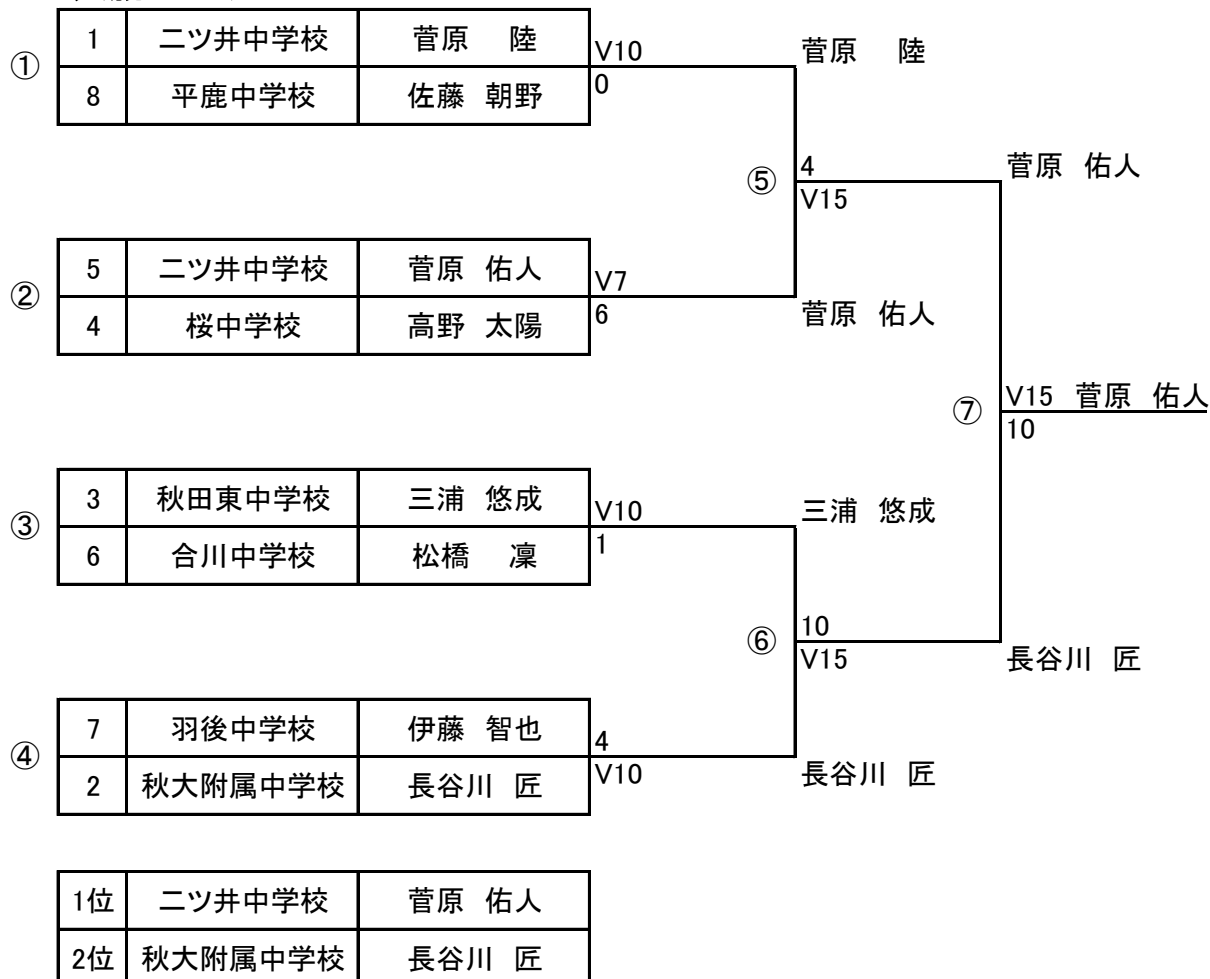 ① 1 二ツ井中学校 菅原 陸 V10 菅原 陸
8 平鹿中学校 佐藤 朝野 0
⑤ 4 菅原 佑人
V15
② 5 二ツ井中学校 菅原 佑人 V7
4 桜中学校 高野 太陽 6 菅原 佑人
⑦ V15 菅原 佑人
10
③ 3 秋田東中学校 三浦 悠成 V10 三浦 悠成
6 合川中学校 松橋 凜 1
⑥ 10
V15 長谷川 匠
④ 7 羽後中学校 伊藤 智也 4
2 秋大附属中学校 長谷川 匠 V10 長谷川 匠
1位 二ツ井中学校 菅原 佑人
2位 秋大附属中学校 長谷川 匠